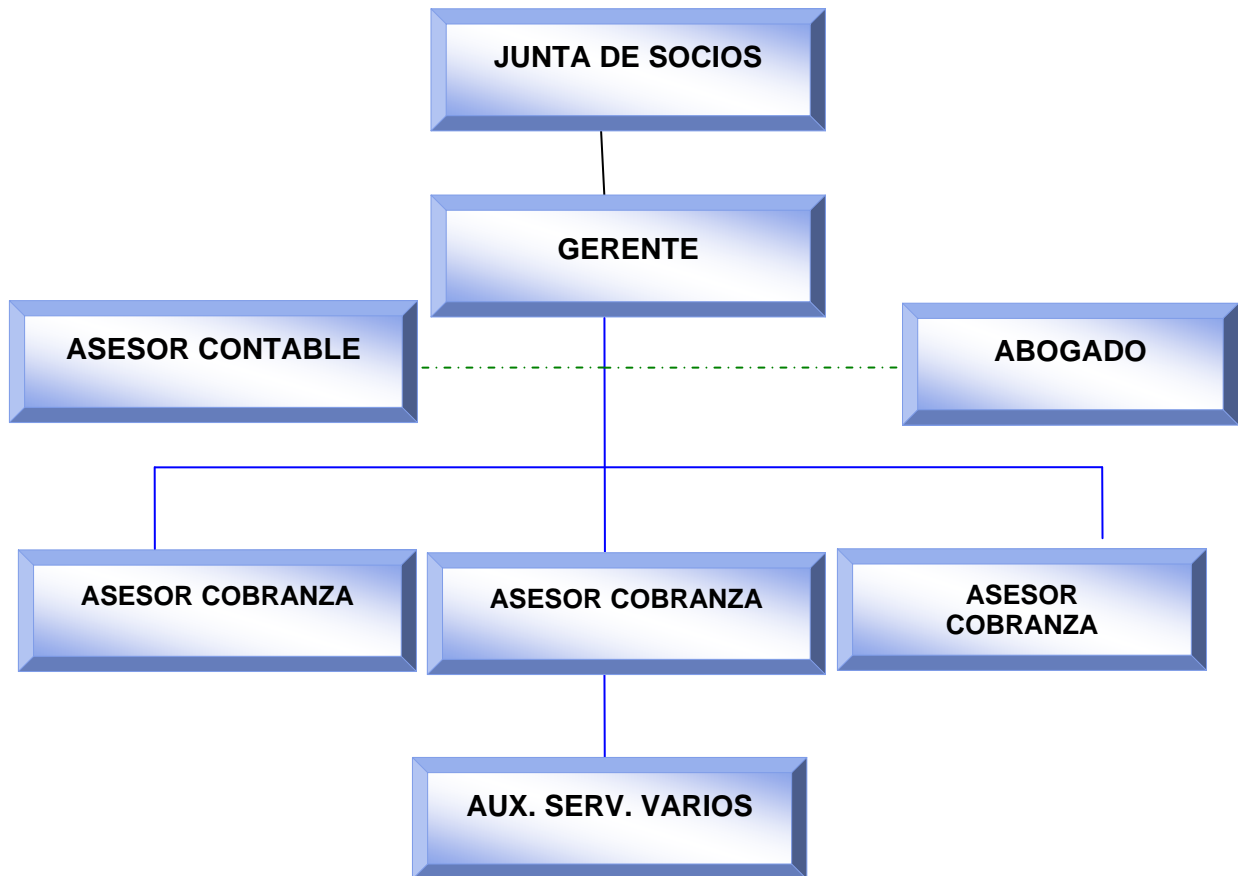 JUNTA DE SOCIOS
GERENTE
ASESOR CONTABLE
ABOGADO
ASESOR COBRANZA
ASESOR COBRANZA
ASESOR
COBRANZA
AUX. SERV. VARIOS